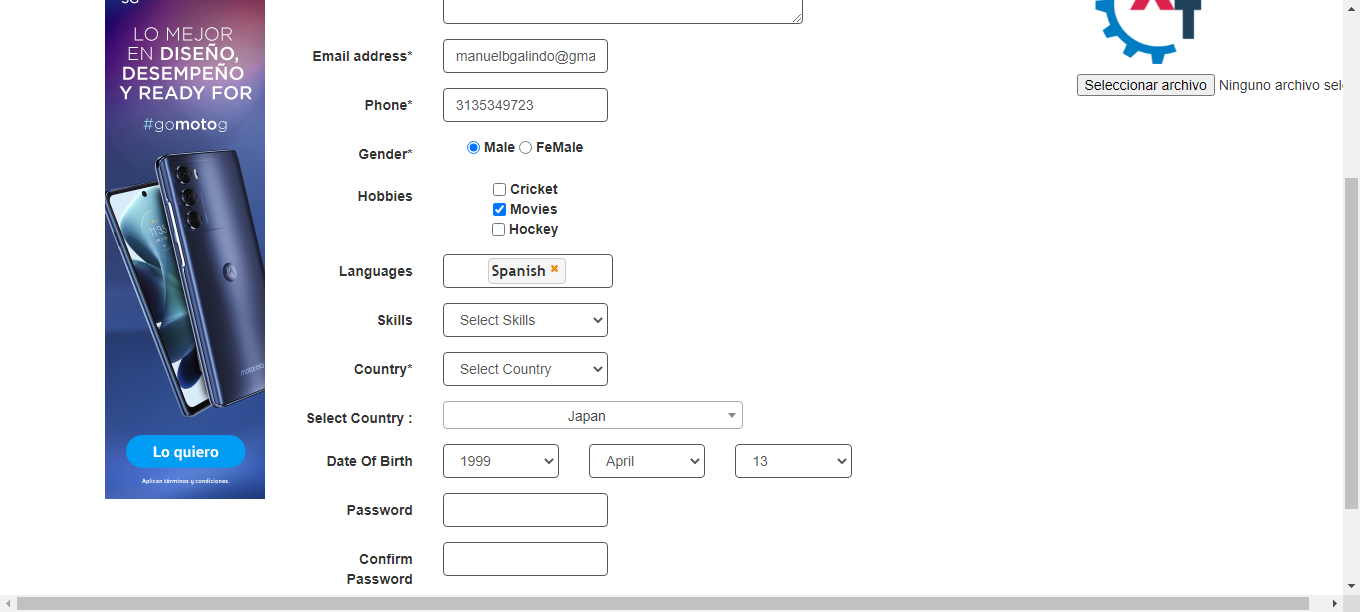 LO MEJOR
EN DISEÑO,
DESEMPEÑO
Y READY FOR
#gomotog
11:35
motorola
Lo quiero
Aplican términos y condiciones.
Email address*
manuelbgalindo@gma
Phone*
3135349723
Gender*
Male FeMale
Hobbies
Cricket
Movies
Hockey
Languages
Spanish
Skills
Select Skills
Country*
Select Country
Select Country :
Japan
Date Of Birth
1999 April 13
Password
Confirm
Password
Seleccionar archivo Ninguno archivo sel